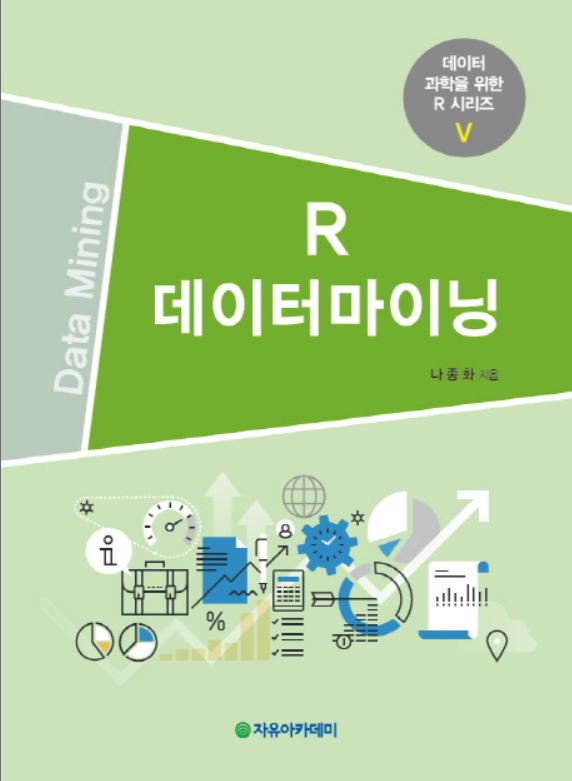 데이터
과학을 위한
R 시리즈
V
Data Mining
R
데이터마이닝
나종화 지음
i
8
%
자유아카데미